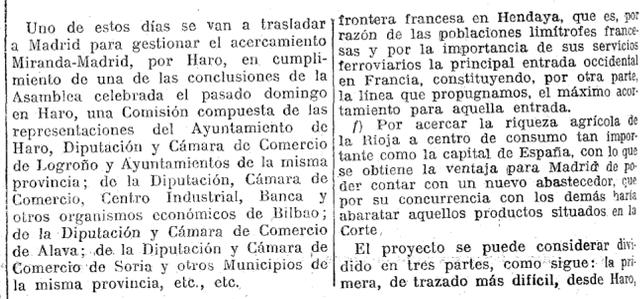 Uno de estos días se van a trasladar
a Madrid para gestionar el acercamiento
Miranda-Madrid, por Haro, en cumpli-
miento de una de las conclusiones de la
Asamblea celebrada el pasado domingo
en Haro, una Comisión compuesta de las
representaciones del Ayuntamiento de
Haro, Diputación y Cámara de Comercio
de Logroño y Ayuntamientos de la misma
provincia; de la Diputación, Cámara de
Comercio, Centro Industrial, Banca y
otros organismos económicos de Bilbao;
de la Diputación y Cámara de Comercio
de Alava; de la Diputación y Cámara de
Comercio de Soria y otros Municipios de
la misma provincia, etc., etc.
frontera francesa en Hendaya, que es, por
razón de las poblaciones limítrofes france-
sas y por la importancia de sus servicios
ferroviarios la principal entrada occidental
en Francia, constituyendo, por otra parte,
la línea que propugnamos, el máximo acor-
tamiento para aquella entrada.
f) Por acercar la riqueza agrícola de
la Rioja a centro de consumo tan impor-
tante como la capital de España, con lo que
se obtiene la ventaja para Madrid de po-
der contar con un nuevo abastecedor, que
por su concurrencia con los demás haría
abaratar aquellos productos situados en la
Corte.
El proyecto se puede considerar divi-
dido en tres partes, como sigue: la pri-
mera, de trazado más difícil, desde Haro,